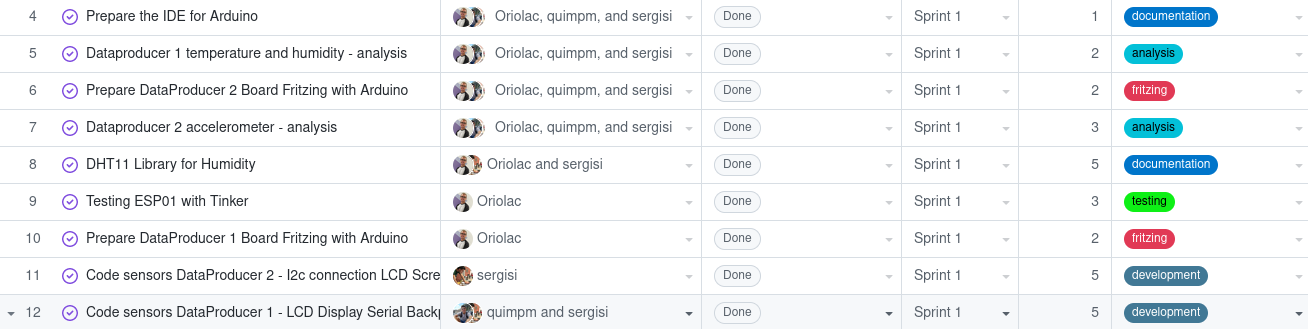 4 Prepare the IDE for Arduino Oriolac, quimpm, and sergisi Done Sprint 1 1 documentation
5 Dataproducer 1 temperature and humidity - analysis Oriolac, quimpm, and sergisi Done Sprint 1 2 analysis
6 Prepare DataProducer 2 Board Fritzing with Arduino Oriolac, quimpm, and sergisi Done Sprint 1 2 fritzing
7 Dataproducer 2 accelerometer - analysis Oriolac, quimpm, and sergisi Done Sprint 1 3 analysis
8 DHT11 Library for Humidity Oriolac and sergisi Done Sprint 1 5 documentation
9 Testing ESP01 with Tinker Oriolac Done Sprint 1 3 testing
10 Prepare DataProducer 1 Board Fritzing with Arduino Oriolac Done Sprint 1 2 fritzing
11 Code sensors DataProducer 2 - I2c connection LCD Scre sergisi Done Sprint 1 5 development
12 Code sensors DataProducer 1 - LCD Display Serial Backp quimpm and sergisi Done Sprint 1 5 development